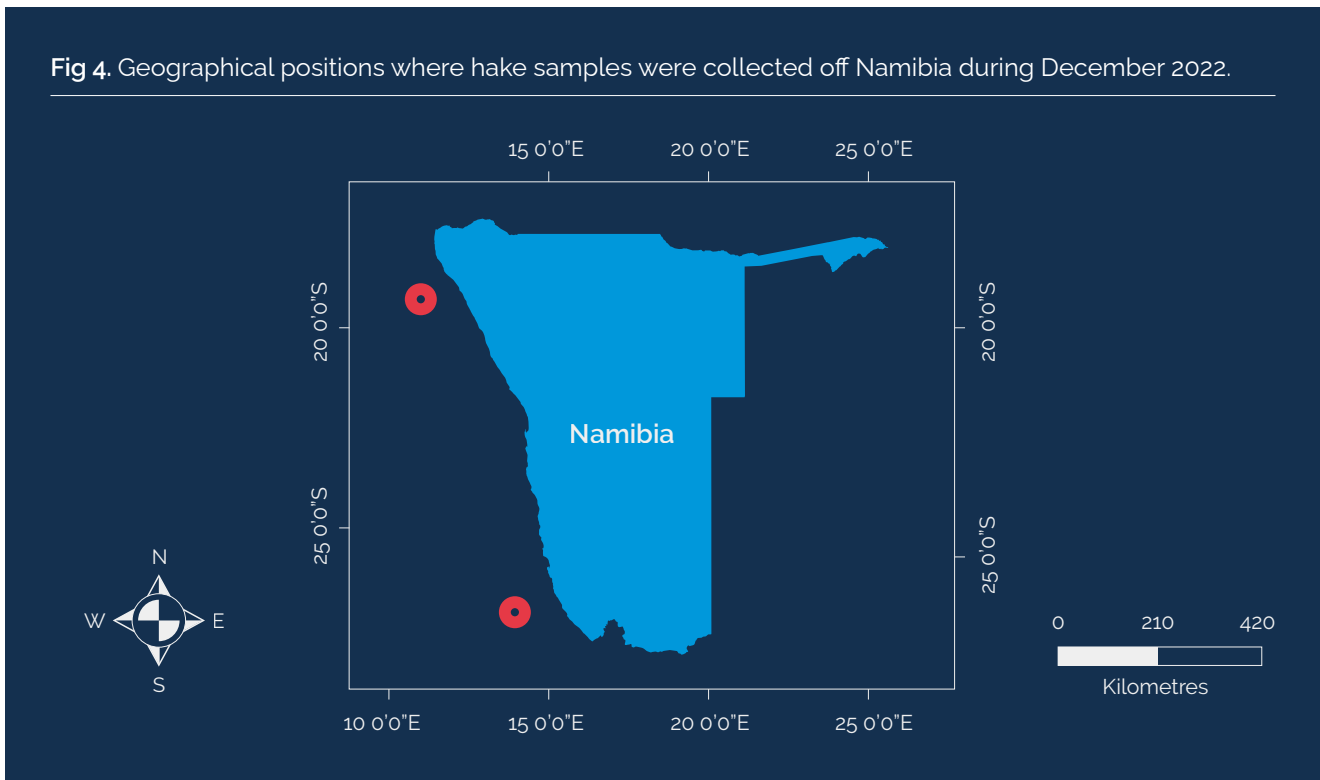 Fig 4. Geographical positions where hake samples were collected off Namibia during December 2022.
15 0'0"E 20 0'0"E 25 0'0"E
20 0'0"S
20 0'0"S
Namibia
25 0'0"S
25 0'0"S
N
W E
S
0 210 420
Kilometres
10 0'0"E 15 0'0"E 20 0'0"E 25 0'0"E